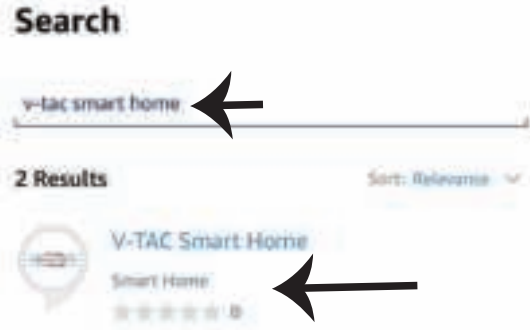 Search
v-tac smart home
2 Results
Sort: Relevance
V-TAC Smart Home
Smart Home
0